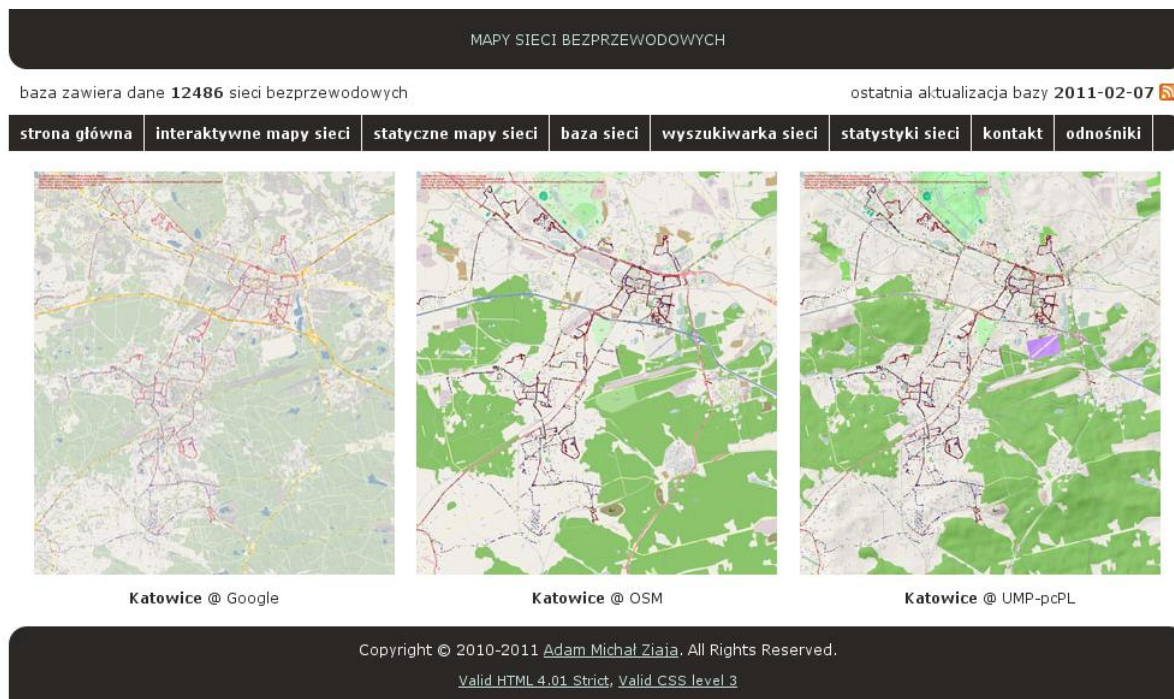 MAPY SIECI BEZPRZEWODOWYCH
baza zawiera dane 12486 sieci bezprzewodowych
ostatnia aktualizacja bazy 2011-02-07
strona główna interaktywne mapy sieci statyczne mapy sieci baza sieci wyszukiwarka sieci statystyki sieci kontakt odnośniki
Katowice @ Google
Katowice @ OSM
Katowice @ UMP-pcPL
Copyright © 2010-2011 Adam Michał Ziaja. All Rights Reserved.
Valid HTML 4.01 Strict, Valid CSS level 3